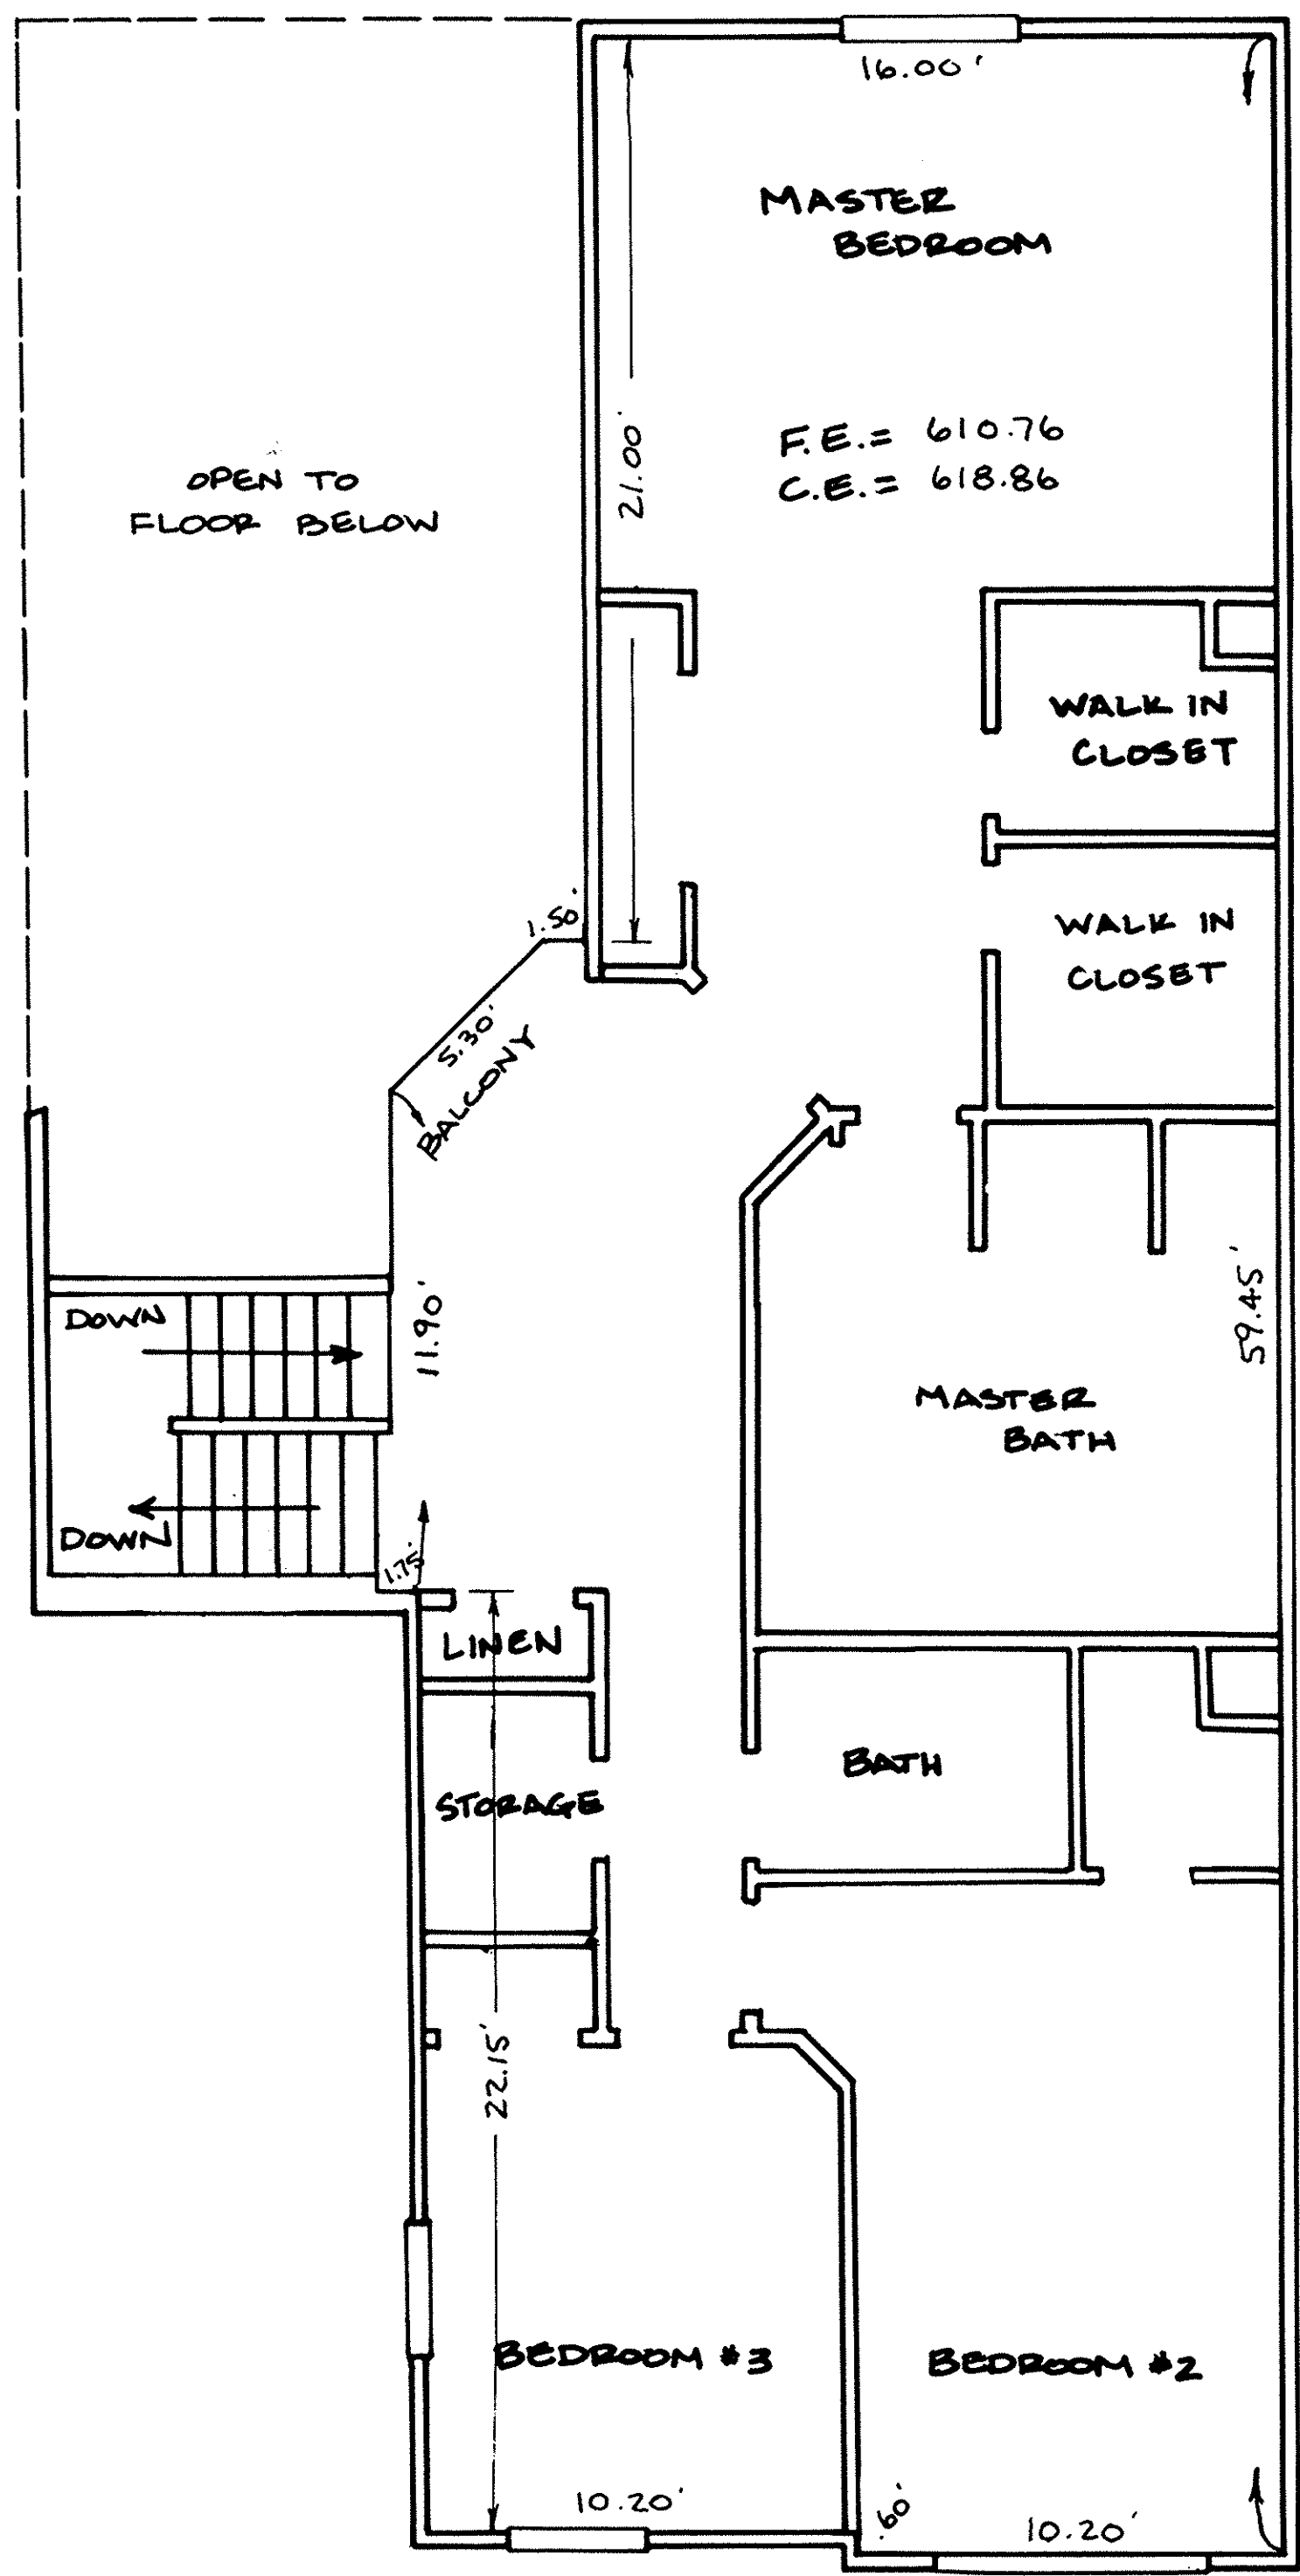 16.00'
MASTER
BEDROOM
21.00'
F.E.= 610.76
C.E.= 618.86
OPEN TO
FLOOR BELOW
WALK IN
CLOSET
1.50'
WALK IN
CLOSET
5.30'
BALCONY
DOWN
11.90'
59.45'
MASTER
BATH
DOWN
1.75'
LINEN
BATH
STORAGE
22.15'
BEDROOM #3
BEDROOM #2
10.20'
.60'
10.20'